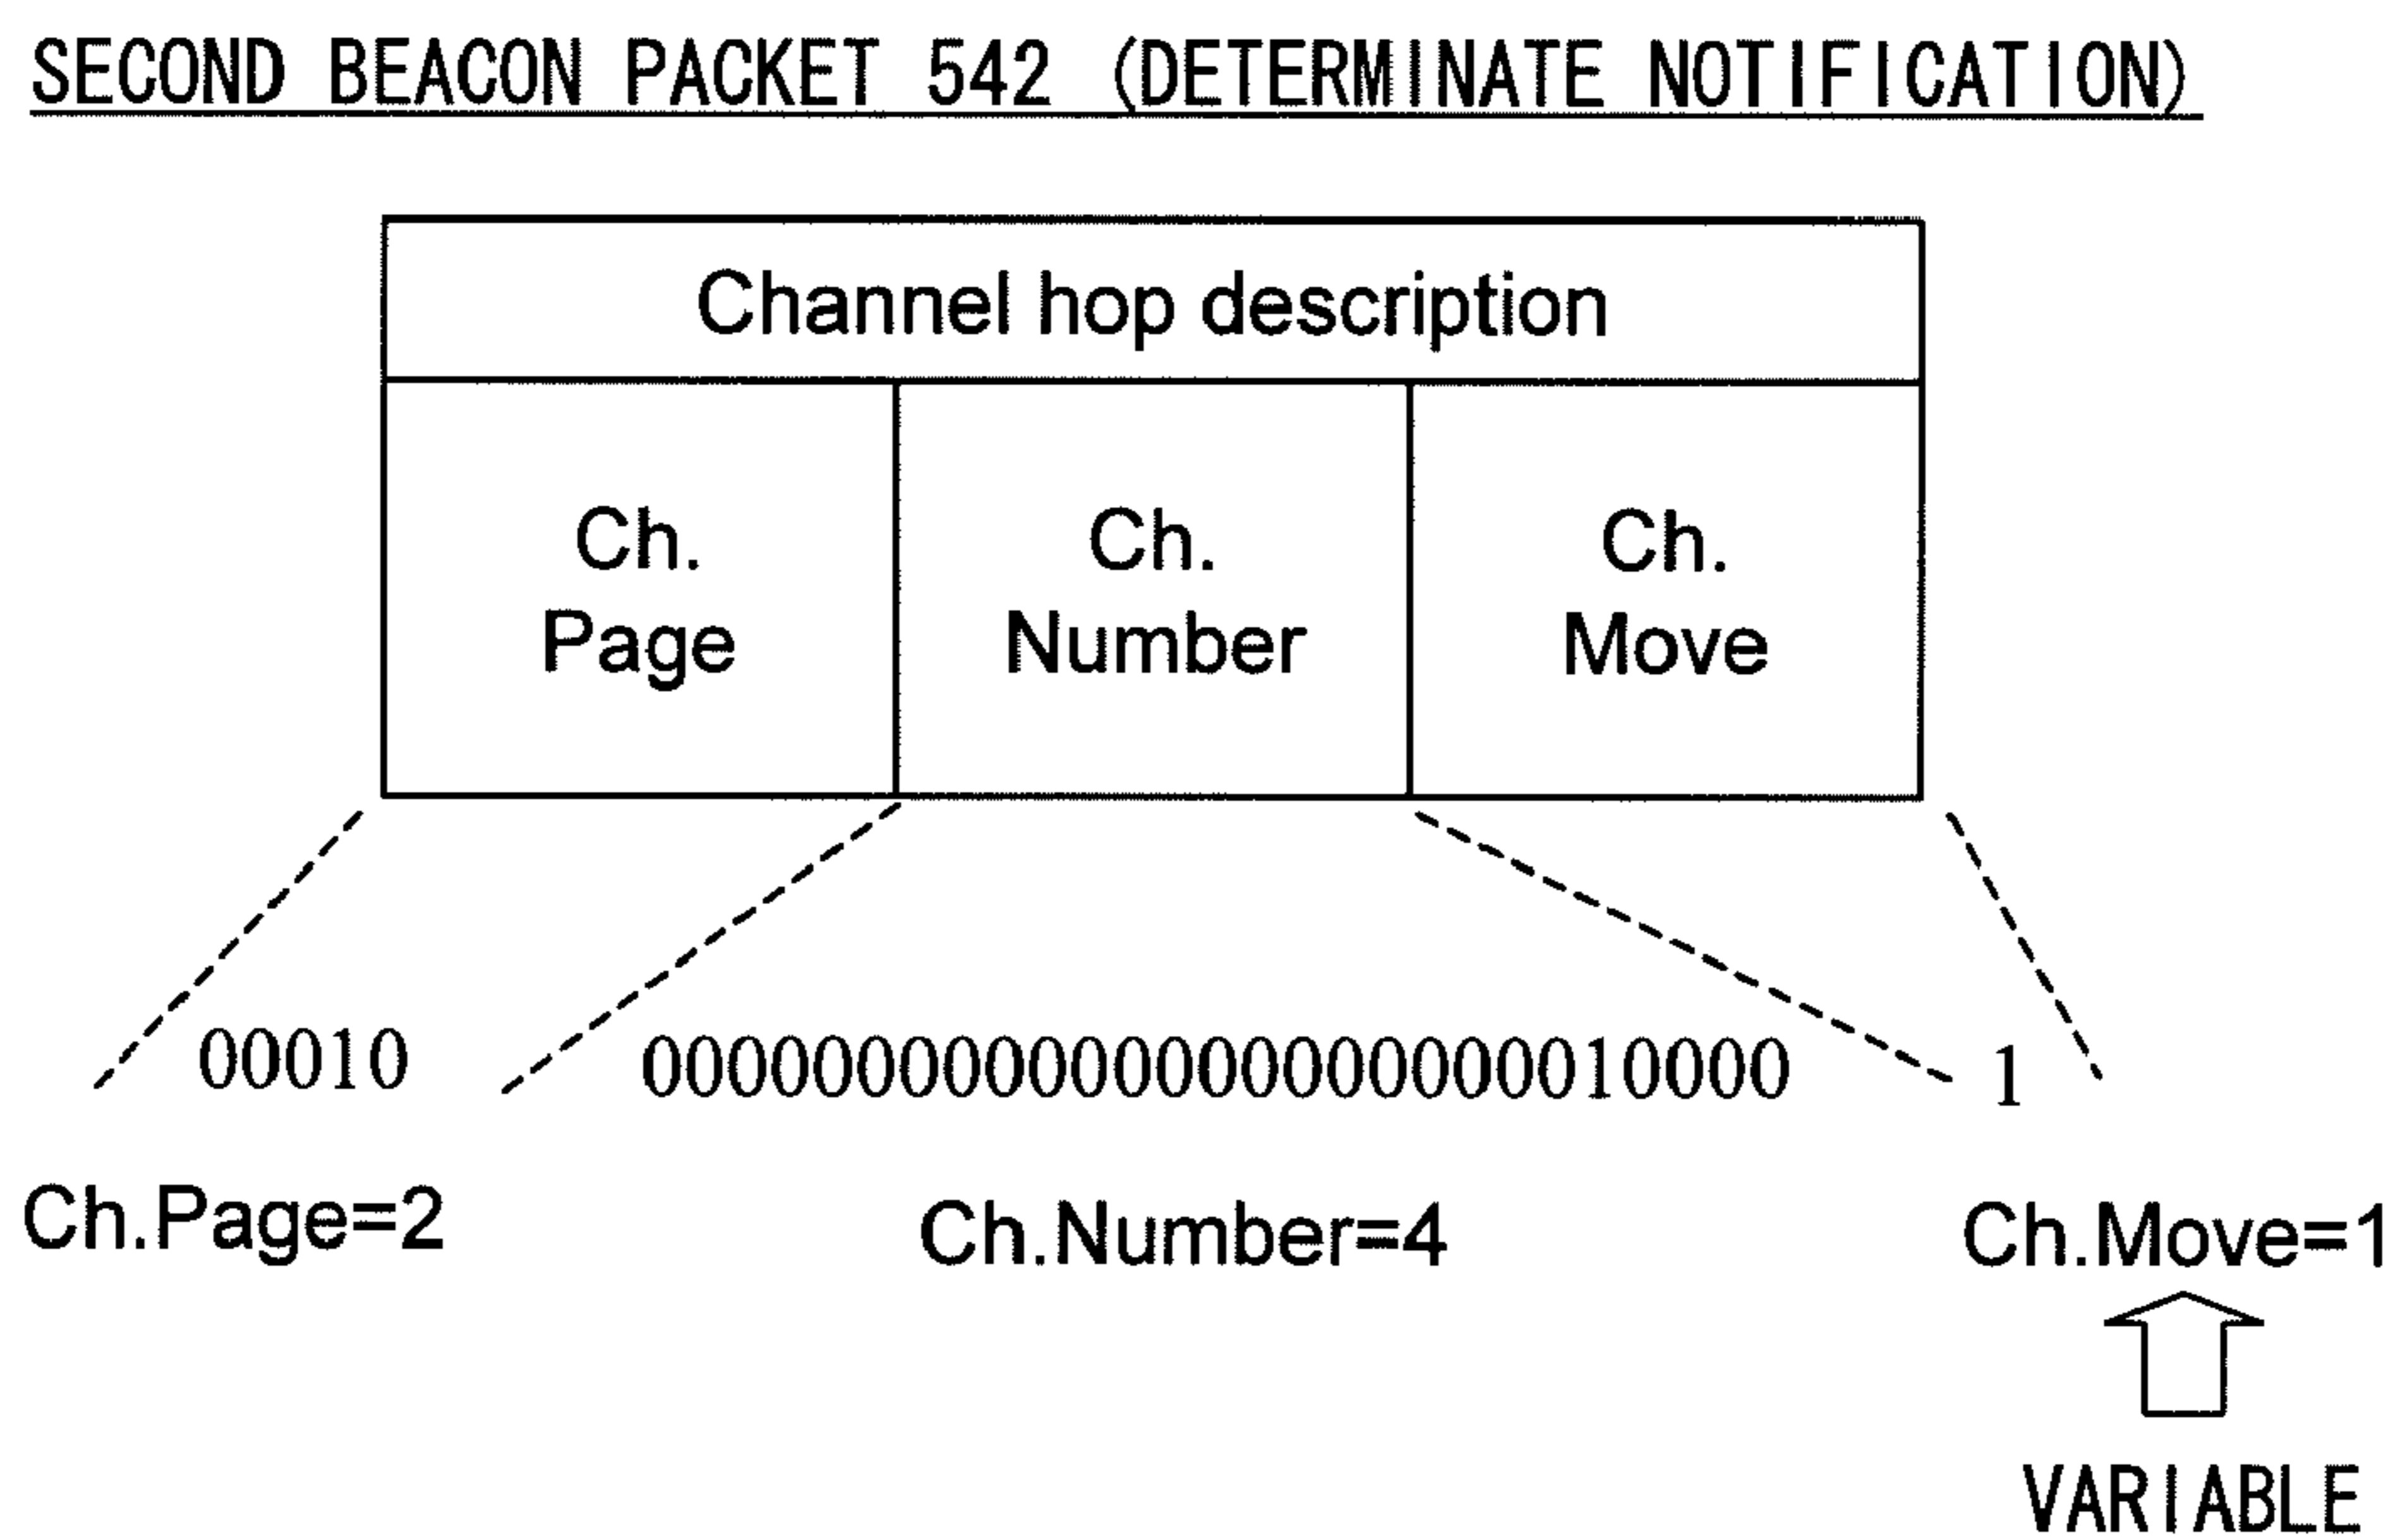 SECOND BEACON PACKET 542 (DETERMINATE NOTIFICATION)
Channel hop description
Ch.
Page
Ch.
Number
Ch.
Move
00010
000000000000000000000010000
1
Ch.Page=2
Ch.Number=4
Ch.Move=1
VARIABLE